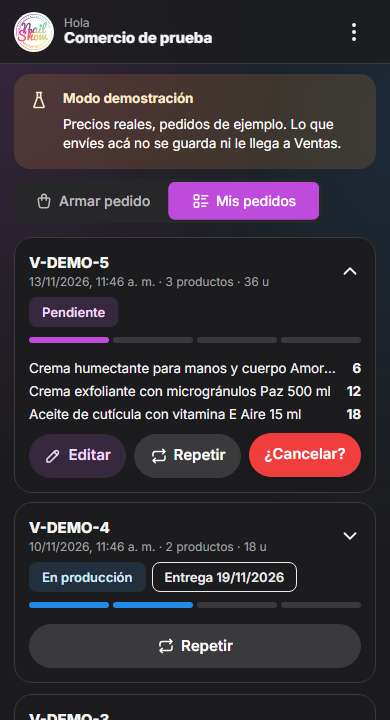 Nail
Show
Hola
Comercio de prueba
Modo demostración
Precios reales, pedidos de ejemplo. Lo que
envíes acá no se guarda ni le llega a Ventas.
Armar pedido
Mis pedidos
V-DEMO-5
13/11/2026, 11:46 a. m. · 3 productos · 36 u
Pendiente
Crema humectante para manos y cuerpo Amor... 6
Crema exfoliante con microgránulos Paz 500 ml 12
Aceite de cutícula con vitamina E Aire 15 ml 18
Editar
Repetir
¿Cancelar?
V-DEMO-4
10/11/2026, 11:46 a. m. · 2 productos · 18 u
En producción
Entrega 19/11/2026
Repetir
V-DEMO-3